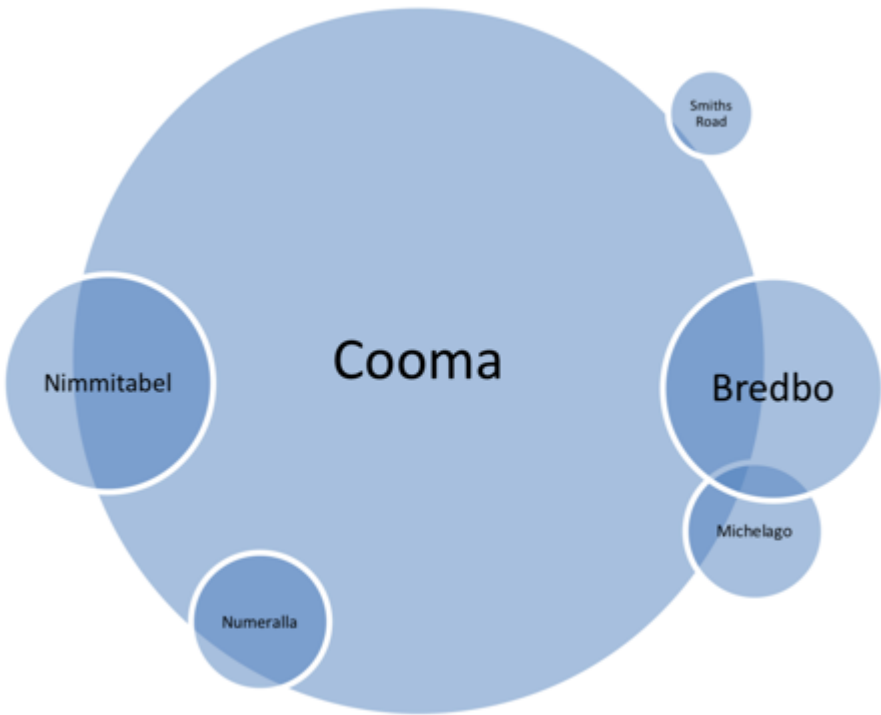 Smiths
Road
Cooma
Nimmitabel
Bredbo
Michelago
Numeralla